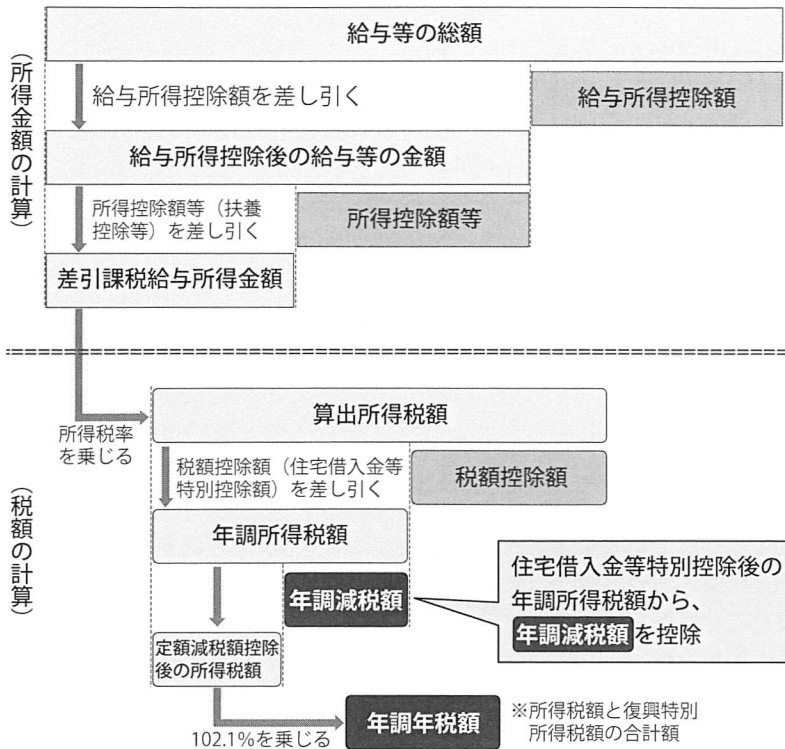 給与等の総額
（所得金額の計算）
給与所得控除額を差し引く
給与所得控除額
給与所得控除後の給与等の金額
所得控除額等（扶養
控除等）を差し引く
所得控除額等
差引課税給与所得金額
所得税率
を乗じる
算出所得税額
（税額の計算）
税額控除額（住宅借入金等
特別控除額）を差し引く
税額控除額
年調所得税額
年調減税額
住宅借入金等特別控除後の
年調所得税額から、
年調減税額を控除
定額減税額控除
後の所得税額
102.1％を乗じる
年調年税額
※所得税額と復興特別
所得税額の合計額